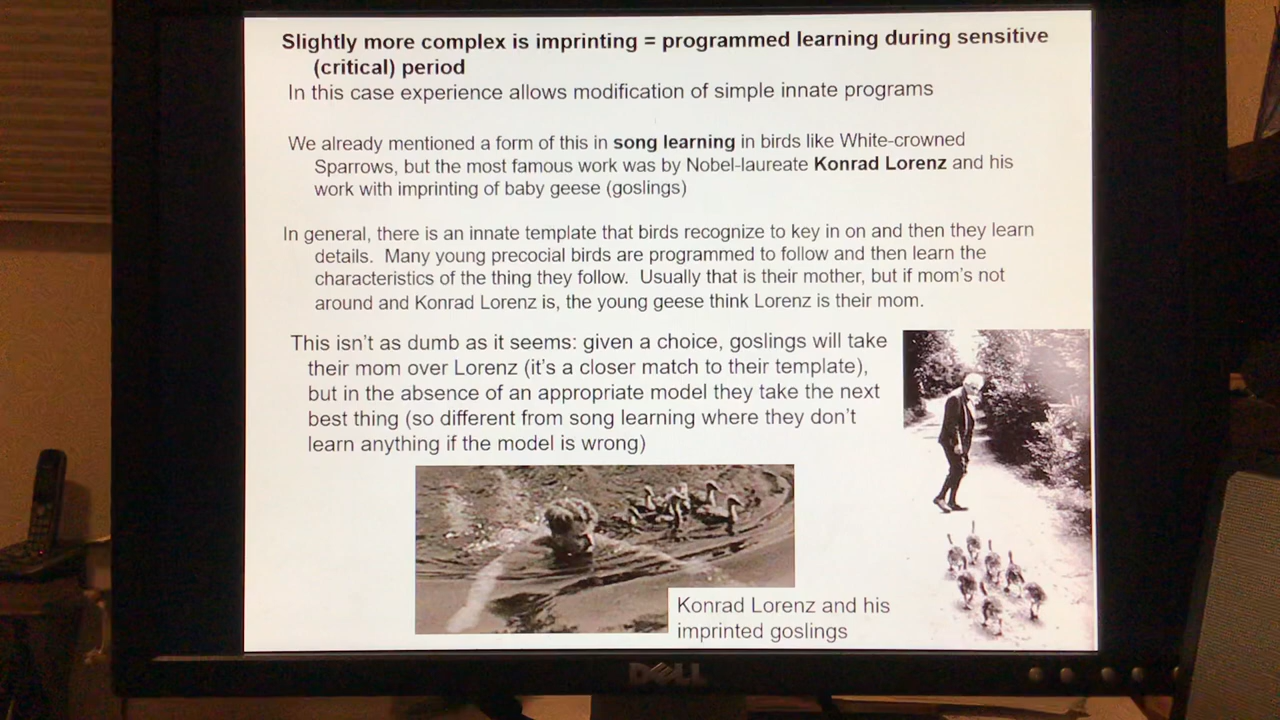 Slightly more complex is imprinting = programmed learning during sensitive
(critical) period
In this case experience allows modification of simple innate programs
We already mentioned a form of this in song learning in birds like White-crowned
Sparrows, but the most famous work was by Nobel-laureate Konrad Lorenz and his
work with imprinting of baby geese (goslings)
In general, there is an innate template that birds recognize to key in on and then they learn
details.  Many young precocial birds are programmed to follow and then learn the
characteristics of the thing they follow.  Usually that is their mother, but if mom's not
around and Konrad Lorenz is, the young geese think Lorenz is their mom.
This isn't as dumb as it seems: given a choice, goslings will take
their mom over Lorenz (it's a closer match to their template),
but in the absence of an appropriate model they take the next
best thing (so different from song learning where they don't
learn anything if the model is wrong)
Konrad Lorenz and his
imprinted goslings
DELL